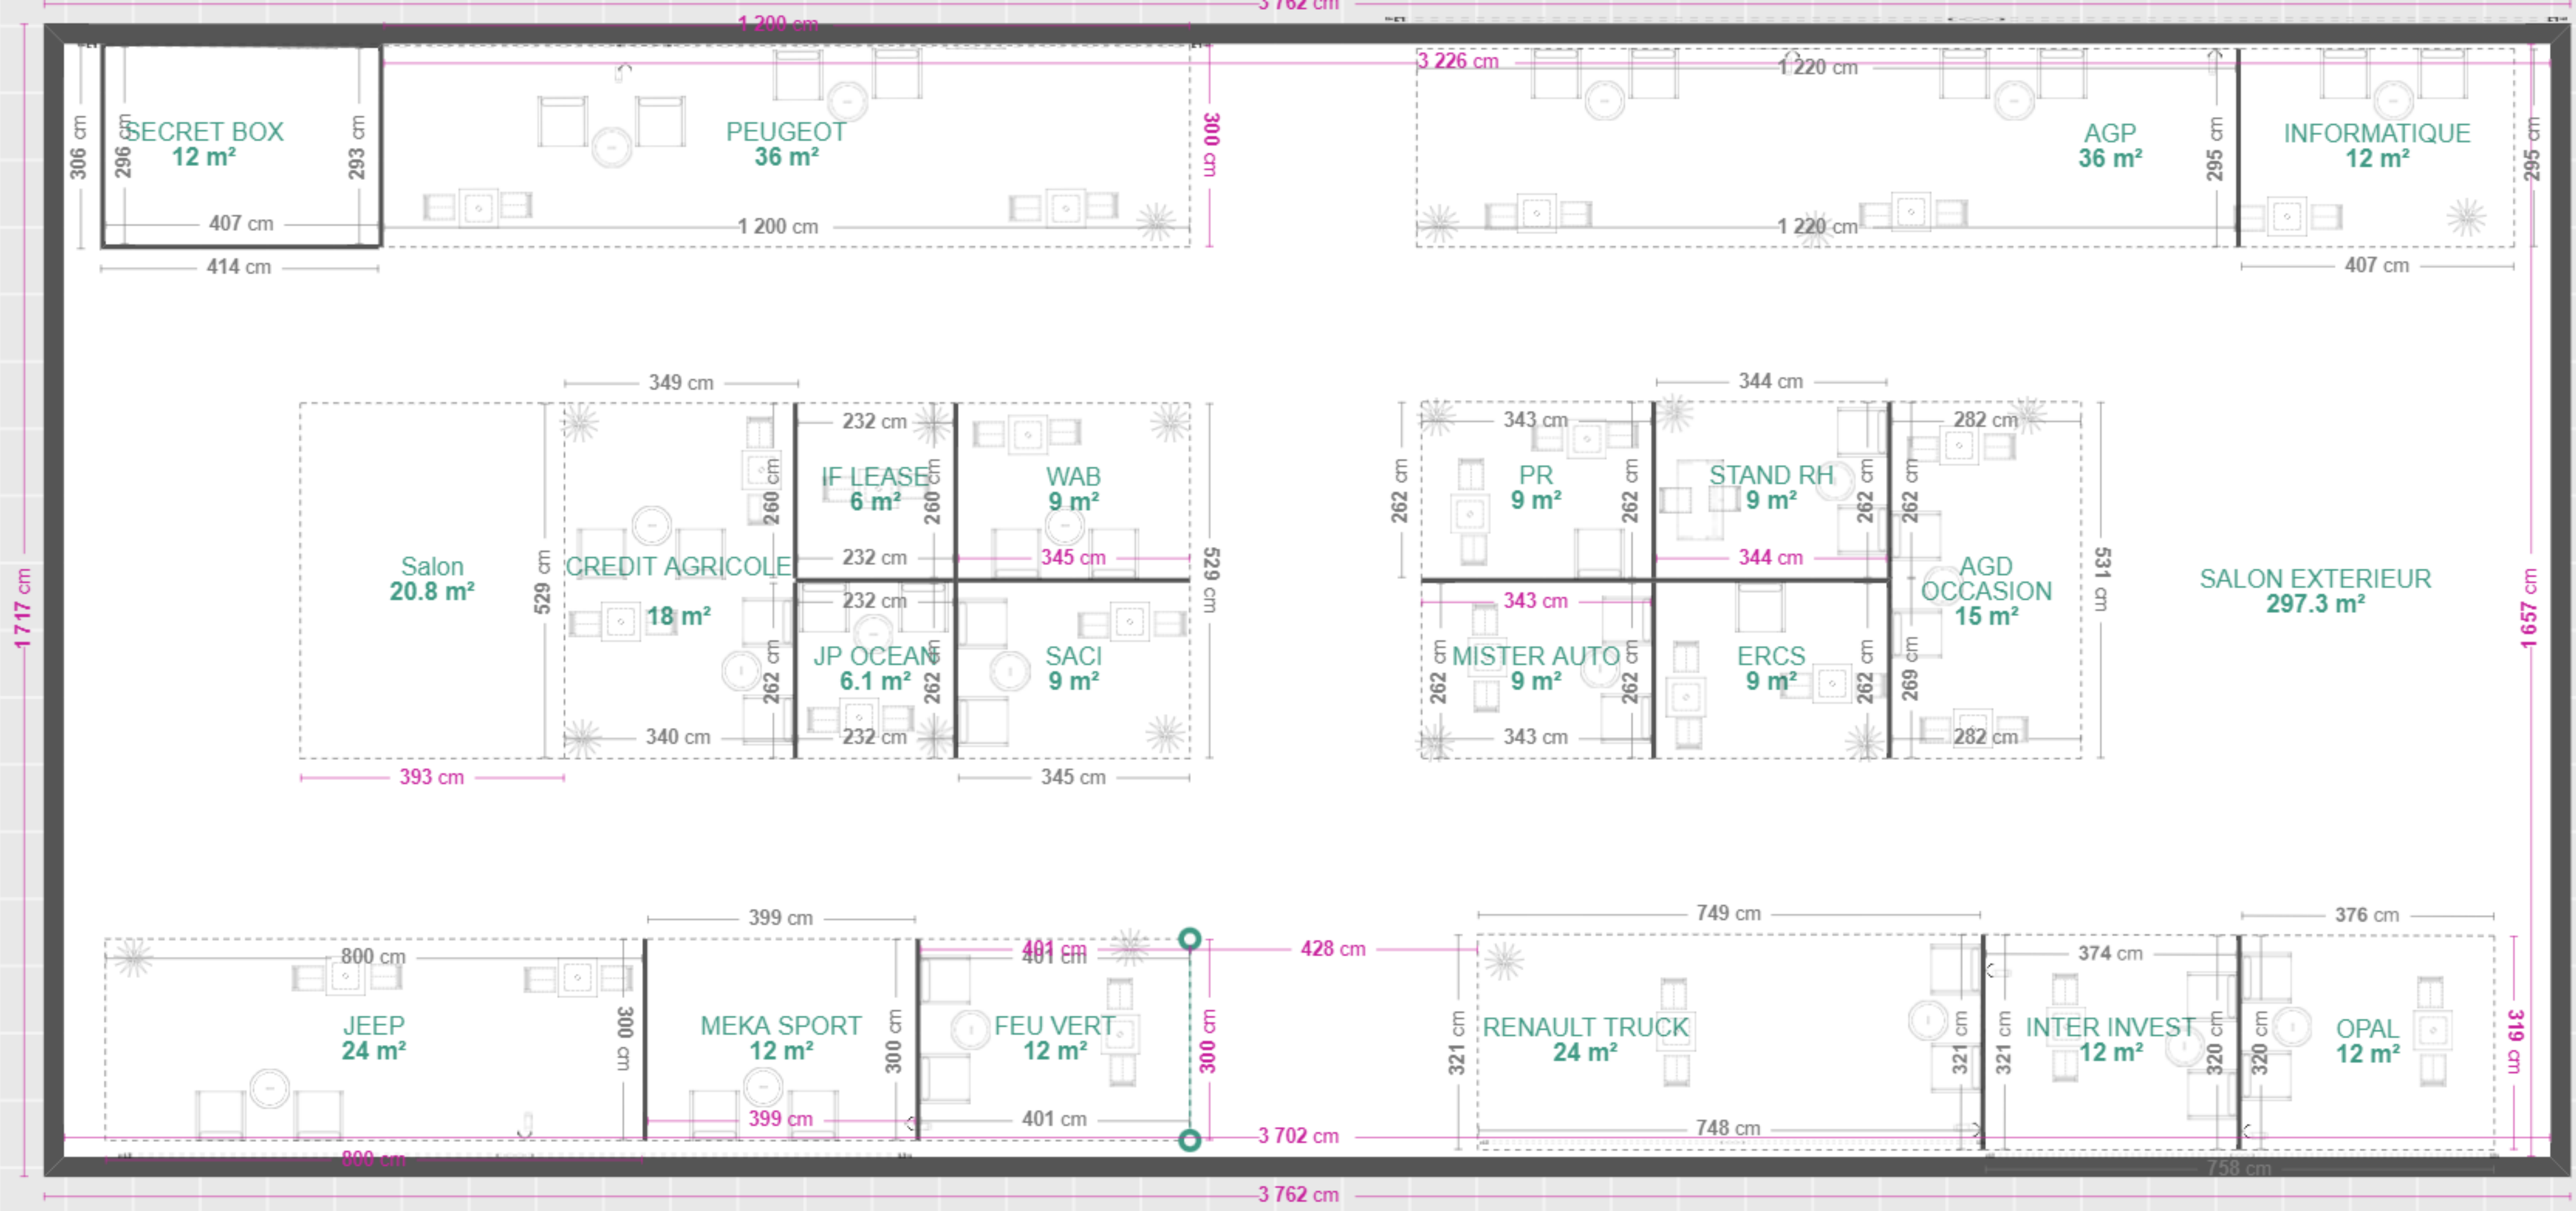 3 762 cm
1 200 cm
3 226 cm
1 220 cm
306 cm
296 cm
SECRET BOX
12 m²
293 cm
407 cm
414 cm
PEUGEOT
36 m²
1 200 cm
300 cm
AGP
36 m²
295 cm
1 220 cm
INFORMATIQUE
12 m²
295 cm
407 cm
1 717 cm
349 cm
Salon
20.8 m²
529 cm
393 cm
CREDIT AGRICOLE
18 m²
260 cm
262 cm
340 cm
232 cm
IF LEASE
6 m²
260 cm
232 cm
WAB
9 m²
345 cm
232 cm
JP OCEAN
6.1 m²
262 cm
232 cm
SACI
9 m²
345 cm
529 cm
262 cm
343 cm
PR
9 m²
262 cm
344 cm
STAND RH
9 m²
262 cm
344 cm
343 cm
262 cm
MISTER AUTO
9 m²
262 cm
343 cm
ERCS
9 m²
262 cm
282 cm
262 cm
AGD
OCCASION
15 m²
269 cm
282 cm
531 cm
SALON EXTERIEUR
297.3 m²
1 657 cm
800 cm
JEEP
24 m²
300 cm
800 cm
399 cm
MEKA SPORT
12 m²
300 cm
399 cm
401 cm
401 cm
FEU VERT
12 m²
401 cm
300 cm
428 cm
3 702 cm
749 cm
321 cm
RENAULT TRUCK
24 m²
321 cm
748 cm
374 cm
321 cm
INTER INVEST
12 m²
320 cm
376 cm
320 cm
OPAL
12 m²
319 cm
758 cm
3 762 cm